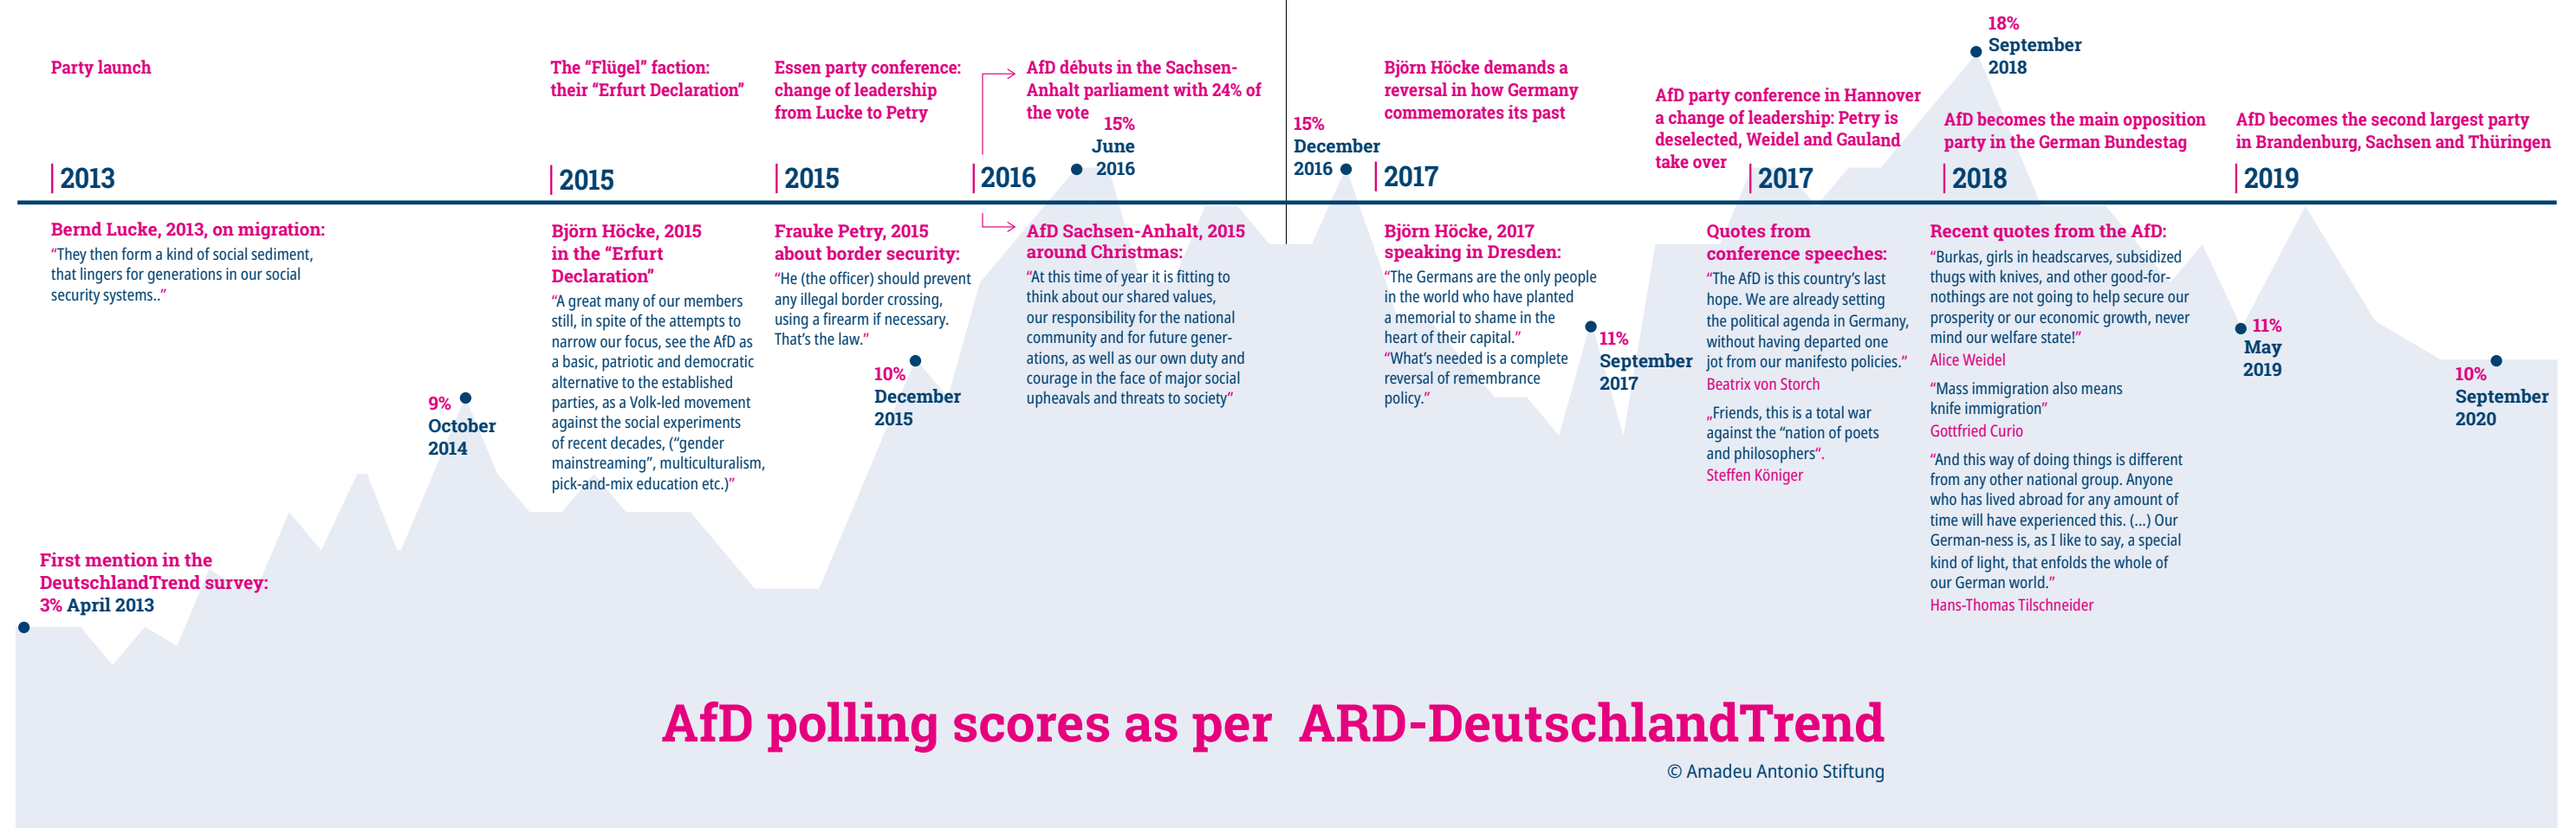 Party launch
2013
Bernd Lucke, 2013, on migration:
“They then form a kind of social sediment,
that lingers for generations in our social
security systems..”
First mention in the
DeutschlandTrend survey:
3% April 2013
9%
October
2014
The “Flügel” faction:
their “Erfurt Declaration”
2015
Björn Höcke, 2015
in the “Erfurt
Declaration”
“A great many of our members
still, in spite of the attempts to
narrow our focus, see the AfD as
a basic, patriotic and democratic
alternative to the established
parties, as a Volk-led movement
against the social experiments
of recent decades, (“gender
mainstreaming”, multiculturalism,
pick-and-mix education etc.)”
Essen party conference:
change of leadership
from Lucke to Petry
2015
Frauke Petry, 2015
about border security:
“He (the officer) should prevent
any illegal border crossing,
using a firearm if necessary.
That’s the law.”
10%
December
2015
AfD débuts in the Sachsen-
Anhalt parliament with 24% of
the vote
2016
15%
June
2016
AfD Sachsen-Anhalt, 2015
around Christmas:
“At this time of year it is fitting to
think about our shared values,
our responsibility for the national
community and for future gener-
ations, as well as our own duty and
courage in the face of major social
upheavals and threats to society”
15%
December
2016
Björn Höcke demands a
reversal in how Germany
commemorates its past
2017
Björn Höcke, 2017
speaking in Dresden:
“The Germans are the only people
in the world who have planted
a memorial to shame in the
heart of their capital.”
“What’s needed is a complete
reversal of remembrance
policy.”
11%
September
2017
AfD party conference in Hannover
a change of leadership: Petry is
deselected, Weidel and Gauland
take over
2017
Quotes from
conference speeches:
“The AfD is this country’s last
hope. We are already setting
the political agenda in Germany,
without having departed one
jot from our manifesto policies.”
Beatrix von Storch
„Friends, this is a total war
against the “nation of poets
and philosophers“.
Steffen Königer
18%
September
2018
AfD becomes the main opposition
party in the German Bundestag
2018
Recent quotes from the AfD:
“Burkas, girls in headscarves, subsidized
thugs with knives, and other good-for-
nothings are not going to help secure our
prosperity or our economic growth, never
mind our welfare state!”
Alice Weidel
“Mass immigration also means
knife immigration”
Gottfried Curio
“And this way of doing things is different
from any other national group. Anyone
who has lived abroad for any amount of
time will have experienced this. (...) Our
German-ness is, as I like to say, a special
kind of light, that enfolds the whole of
our German world.”
Hans-Thomas Tilschneider
AfD becomes the second largest party
in Brandenburg, Sachsen and Thüringen
2019
11%
May
2019
10%
September
2020
AfD polling scores as per ARD-DeutschlandTrend
© Amadeu Antonio Stiftung